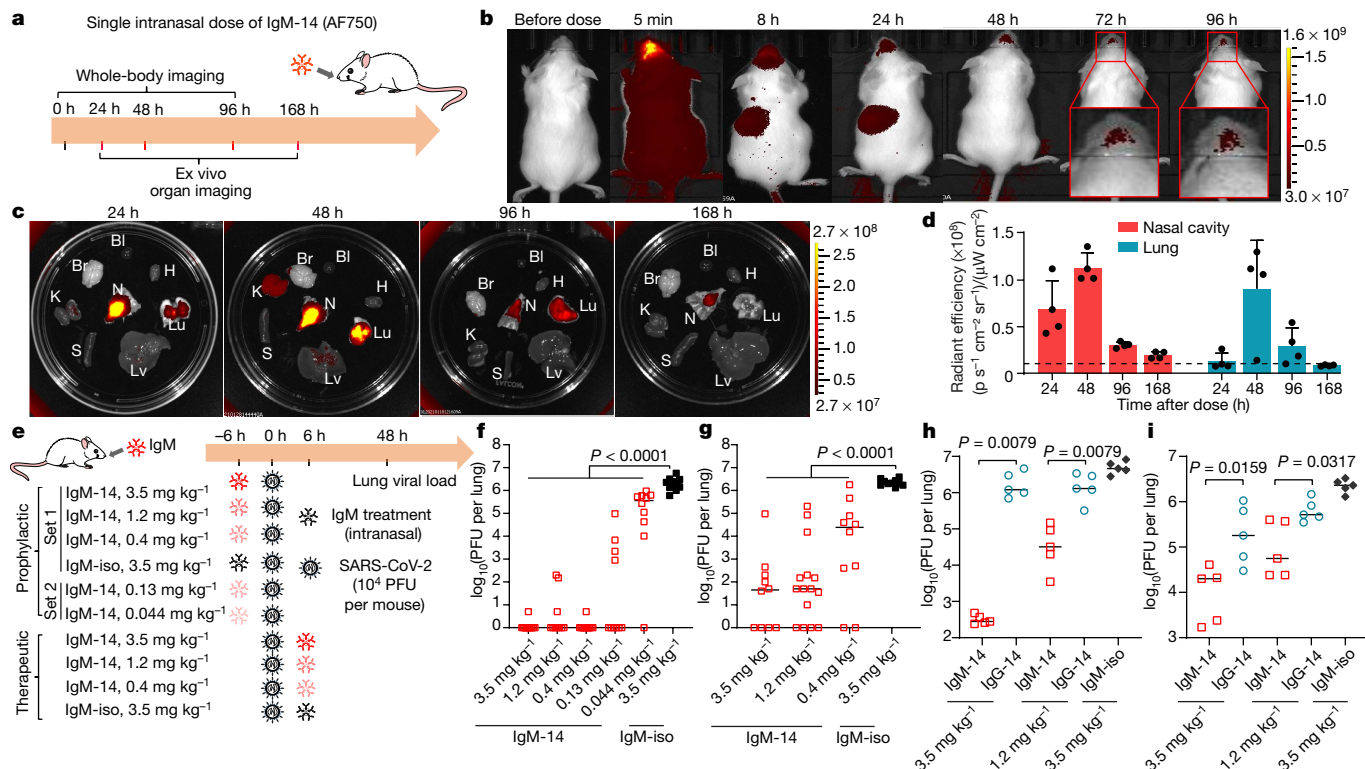 a
Single intranasal dose of IgM-14 (AF750)
Whole-body imaging
0 h 24 h 48 h 96 h 168 h
Ex vivo
organ imaging
b
Before dose 5 min 8 h 24 h 48 h 72 h 96 h
1.6 × 10⁹
1.5
1.0
0.5
3.0 × 10⁷
c
24 h 48 h 96 h 168 h
Bl Br H K N Lu S Lv
Bl Br H K N Lu S Lv
Bl Br H K N Lu S Lv
Bl Br H K N Lu S Lv
2.7 × 10⁸
2.5
2.0
1.5
1.0
0.5
2.7 × 10⁷
d
Radiant efficiency (×10⁸)
(p s⁻¹ cm⁻² sr⁻¹)/(μW cm⁻²)
1.5
1.0
0.5
0
Nasal cavity
Lung
24 48 96 168 24 48 96 168
Time after dose (h)
e
IgM
–6 h 0 h 6 h 48 h
Lung viral load
Prophylactic
Set 1
IgM-14, 3.5 mg kg⁻¹
IgM-14, 1.2 mg kg⁻¹
IgM-14, 0.4 mg kg⁻¹
IgM-iso, 3.5 mg kg⁻¹
Set 2
IgM-14, 0.13 mg kg⁻¹
IgM-14, 0.044 mg kg⁻¹
Therapeutic
IgM-14, 3.5 mg kg⁻¹
IgM-14, 1.2 mg kg⁻¹
IgM-14, 0.4 mg kg⁻¹
IgM-iso, 3.5 mg kg⁻¹
IgM treatment
(intranasal)
SARS-CoV-2
(10⁴ PFU
per mouse)
f
log₁₀(PFU per lung)
8
7
6
5
4
3
2
1
0
P < 0.0001
3.5 mg kg⁻¹
1.2 mg kg⁻¹
0.4 mg kg⁻¹
0.13 mg kg⁻¹
0.044 mg kg⁻¹
3.5 mg kg⁻¹
IgM-14 IgM-iso
g
log₁₀(PFU per lung)
8
7
6
5
4
3
2
1
0
P < 0.0001
3.5 mg kg⁻¹
1.2 mg kg⁻¹
0.4 mg kg⁻¹
3.5 mg kg⁻¹
IgM-14 IgM-iso
h
log₁₀(PFU per lung)
7
6
5
4
3
2
P = 0.0079
P = 0.0079
IgM-14
IgG-14
IgM-14
IgG-14
IgM-iso
3.5 mg kg⁻¹
1.2 mg kg⁻¹
3.5 mg kg⁻¹
i
log₁₀(PFU per lung)
7
6
5
4
3
P = 0.0159
P = 0.0317
IgM-14
IgG-14
IgM-14
IgG-14
IgM-iso
3.5 mg kg⁻¹
1.2 mg kg⁻¹
3.5 mg kg⁻¹